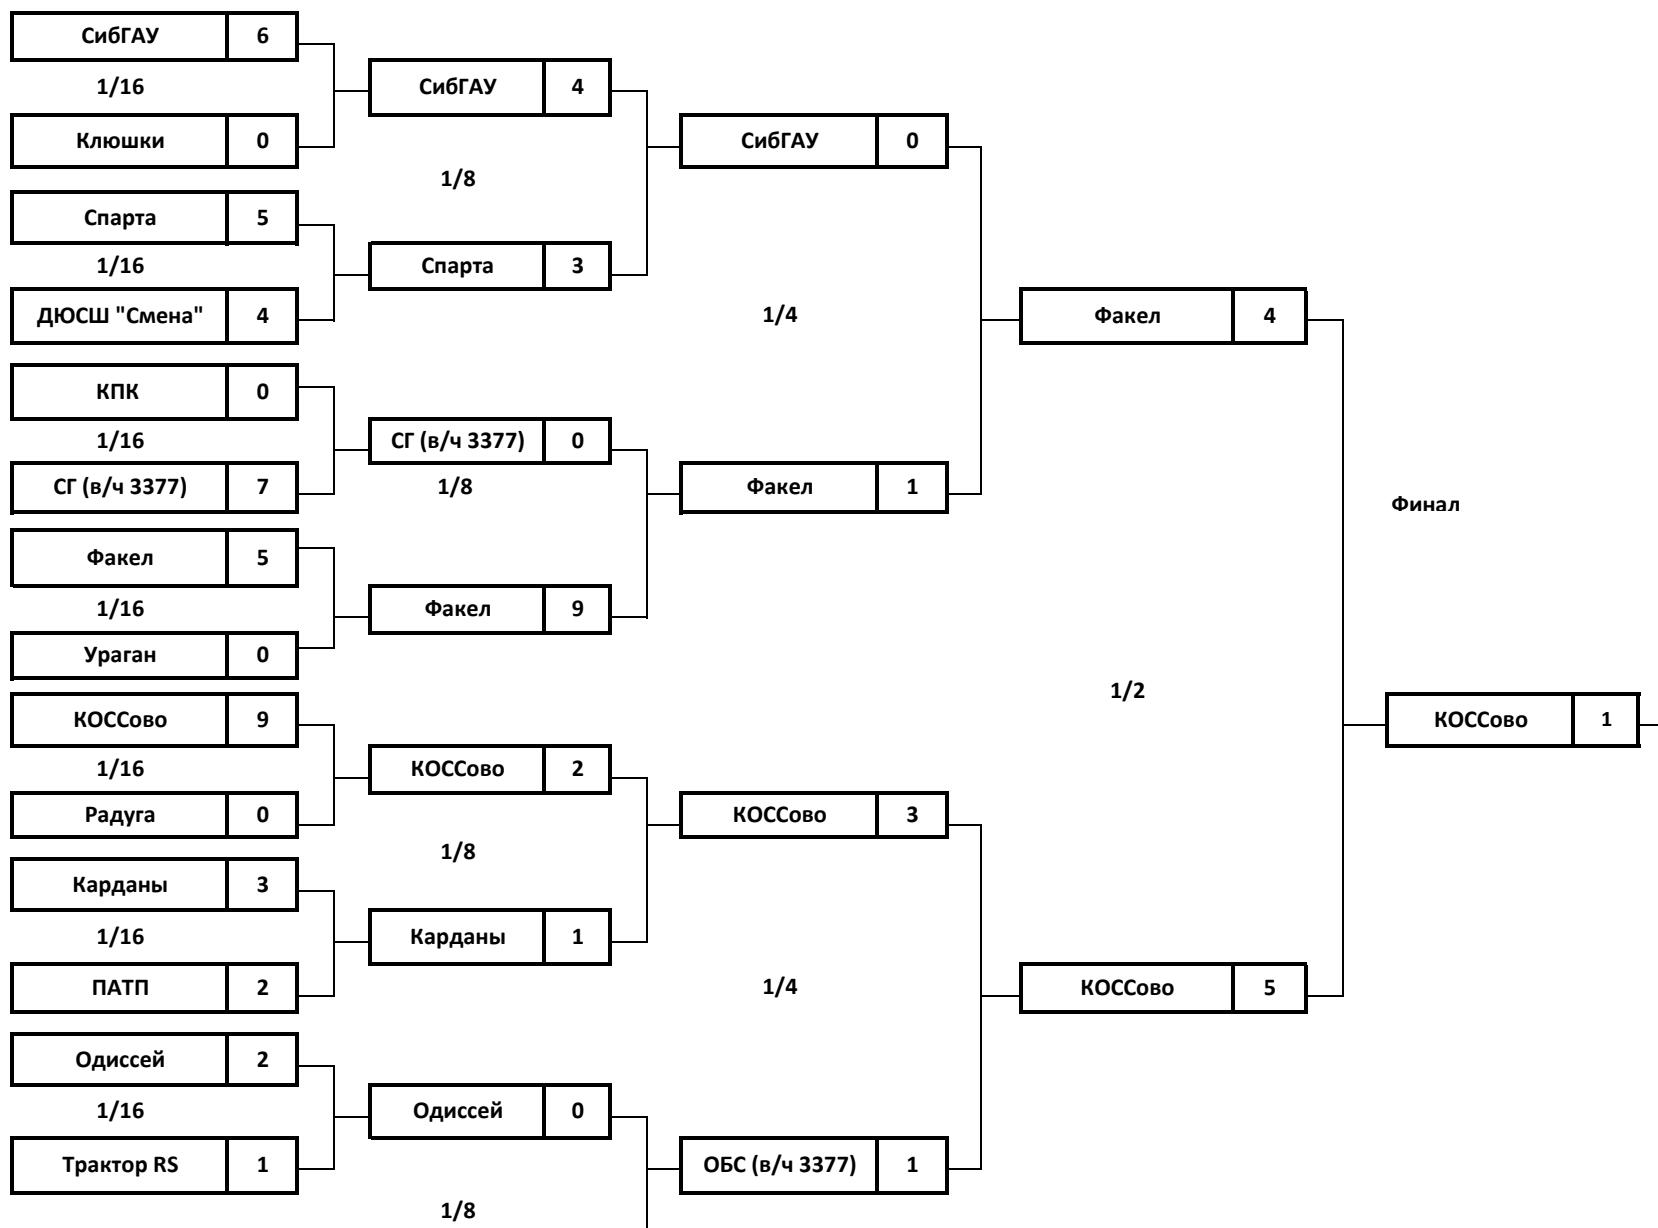 СибГАУ 6
1/16
Клюшки 0
Спарта 5
1/16
ДЮСШ "Смена" 4
КПК 0
1/16
СГ (в/ч 3377) 7
Факел 5
1/16
Ураган 0
КОССово 9
1/16
Радуга 0
Карданы 3
1/16
ПАТП 2
Одиссей 2
1/16
Трактор RS 1
СибГАУ 4
1/8
Спарта 3
СГ (в/ч 3377) 0
1/8
Факел 9
КОССово 2
1/8
Карданы 1
Одиссей 0
1/8
СибГАУ 0
1/4
Факел 1
КОССово 3
1/4
ОБС (в/ч 3377) 1
Факел 4
1/2
КОССово 5
Финал
КОССово 1